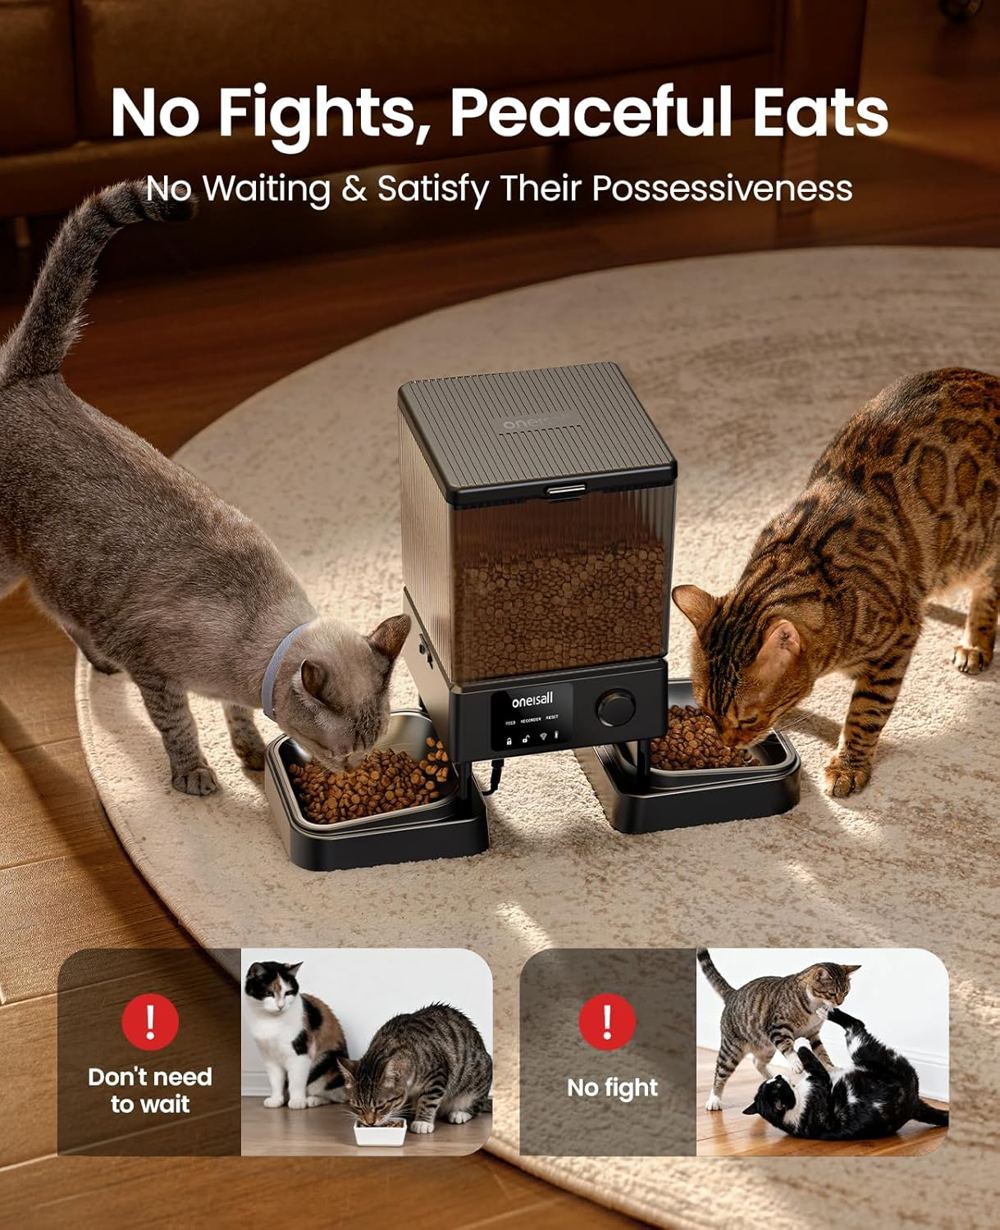 No Fights, Peaceful Eats
No Waiting & Satisfy Their Possessiveness
oneisall
oneisall
FEED RECORDER RESET
!
Don't need
to wait
!
No fight